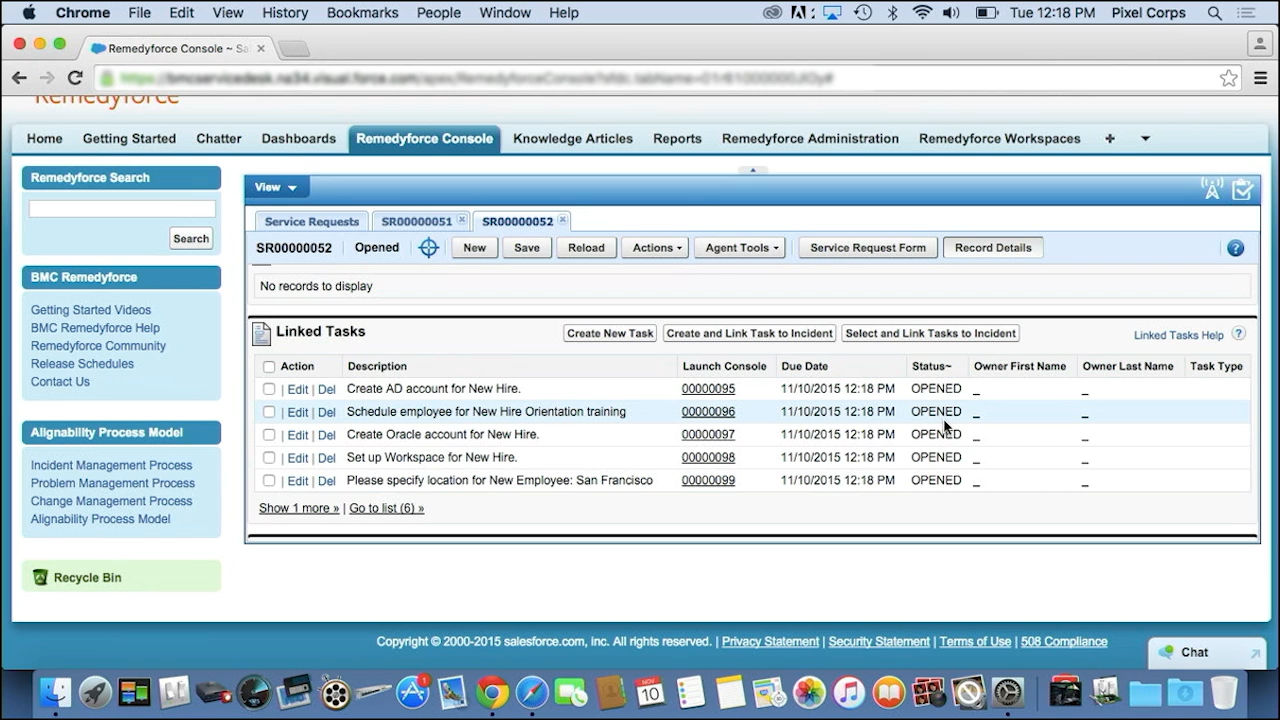 Chrome File Edit View History Bookmarks People Window Help Tue 12:18 PM Pixel Corps
Remedyforce Console ~ Sa
Remedyforce
Home Getting Started Chatter Dashboards Remedyforce Console Knowledge Articles Reports Remedyforce Administration Remedyforce Workspaces +
Remedyforce Search
Search
BMC Remedyforce
Getting Started Videos
BMC Remedyforce Help
Remedyforce Community
Release Schedules
Contact Us
Alignability Process Model
Incident Management Process
Problem Management Process
Change Management Process
Alignability Process Model
Recycle Bin
View
Service Requests SR00000051 SR00000052
SR00000052 Opened New Save Reload Actions Agent Tools Service Request Form Record Details ?
No records to display
Linked Tasks Create New Task Create and Link Task to Incident Select and Link Tasks to Incident Linked Tasks Help ?
Action Description Launch Console Due Date Status~ Owner First Name Owner Last Name Task Type
| Edit | Del Create AD account for New Hire. 00000095 11/10/2015 12:18 PM OPENED _ _
| Edit | Del Schedule employee for New Hire Orientation training 00000096 11/10/2015 12:18 PM OPENED _ _
| Edit | Del Create Oracle account for New Hire. 00000097 11/10/2015 12:18 PM OPENED _ _
| Edit | Del Set up Workspace for New Hire. 00000098 11/10/2015 12:18 PM OPENED _ _
| Edit | Del Please specify location for New Employee: San Francisco 00000099 11/10/2015 12:18 PM OPENED _ _
Show 1 more » | Go to list (6) »
Copyright © 2000-2015 salesforce.com, inc. All rights reserved. | Privacy Statement | Security Statement | Terms of Use | 508 Compliance
Chat
1
NOV
10